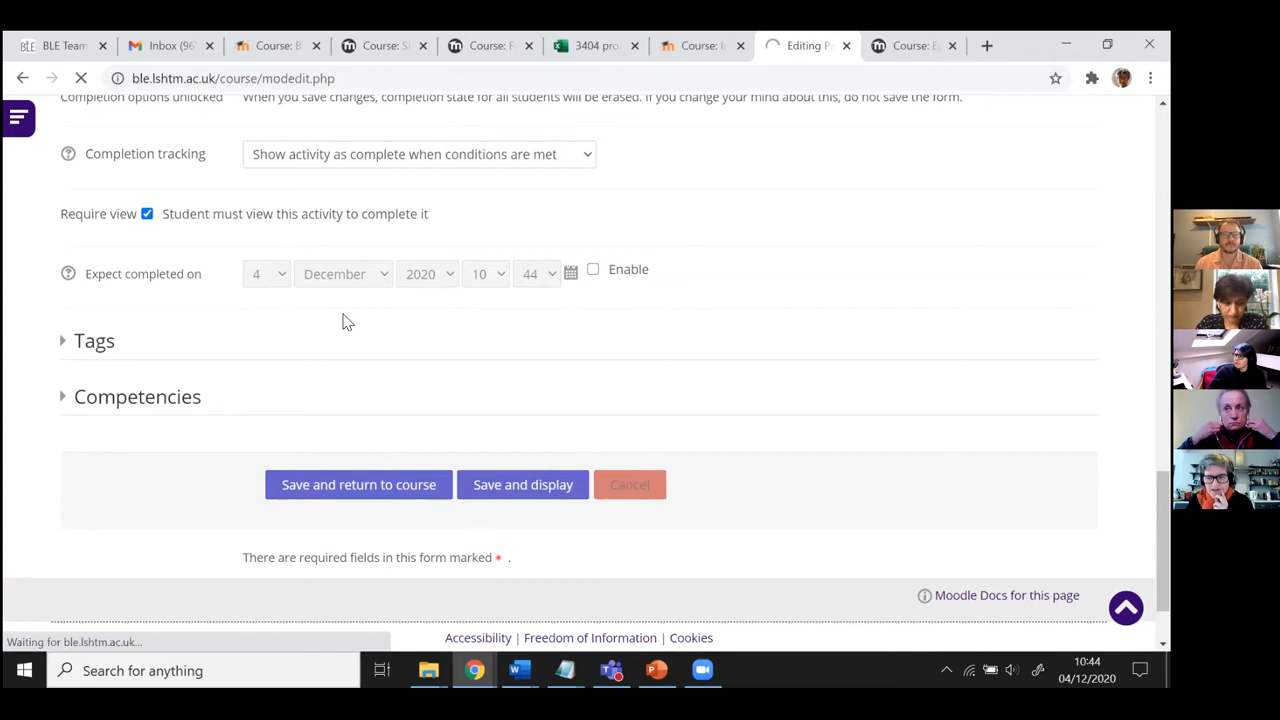 BLE BLE Team
Inbox (96
Course: B
Course: S
Course: F
3404 pro
Course: I
Editing P
Course: E
ble.lshtm.ac.uk/course/modedit.php
Completion options unlocked When you save changes, completion state for all students will be erased. If you change your mind about this, do not save the form.
Completion tracking Show activity as complete when conditions are met
Require view Student must view this activity to complete it
Expect completed on 4 December 2020 10 44 Enable
Tags
Competencies
Save and return to course Save and display Cancel
There are required fields in this form marked * .
Moodle Docs for this page
Waiting for ble.lshtm.ac.uk...
Accessibility | Freedom of Information | Cookies
Search for anything
10:44
04/12/2020